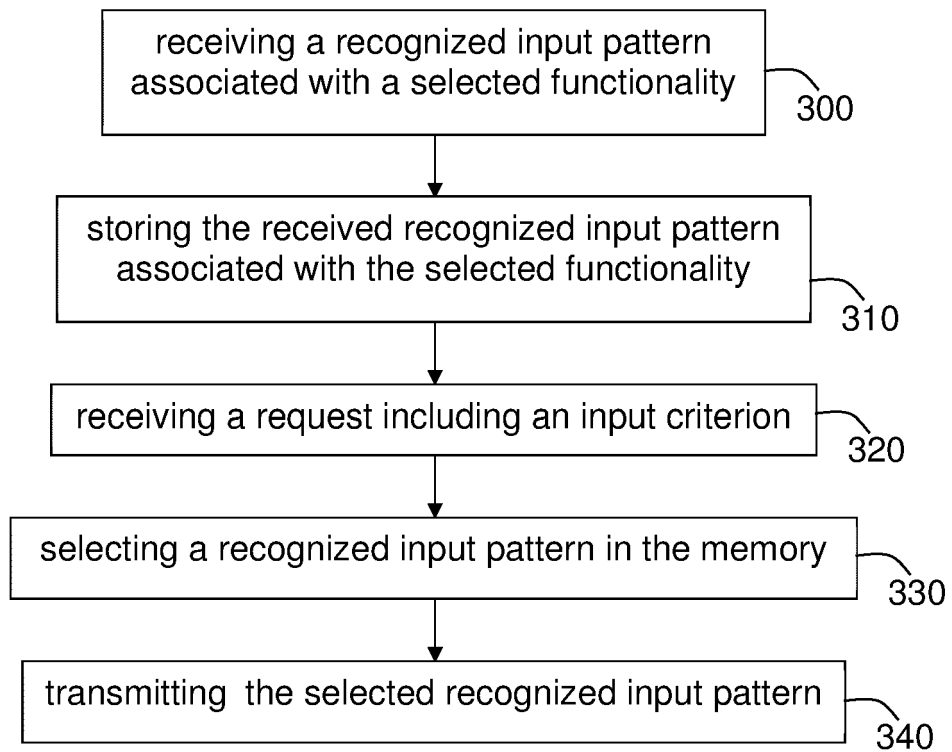 receiving a recognized input pattern
associated with a selected functionality
300
storing the received recognized input pattern
associated with the selected functionality
310
receiving a request including an input criterion
320
selecting a recognized input pattern in the memory
330
transmitting the selected recognized input pattern
340